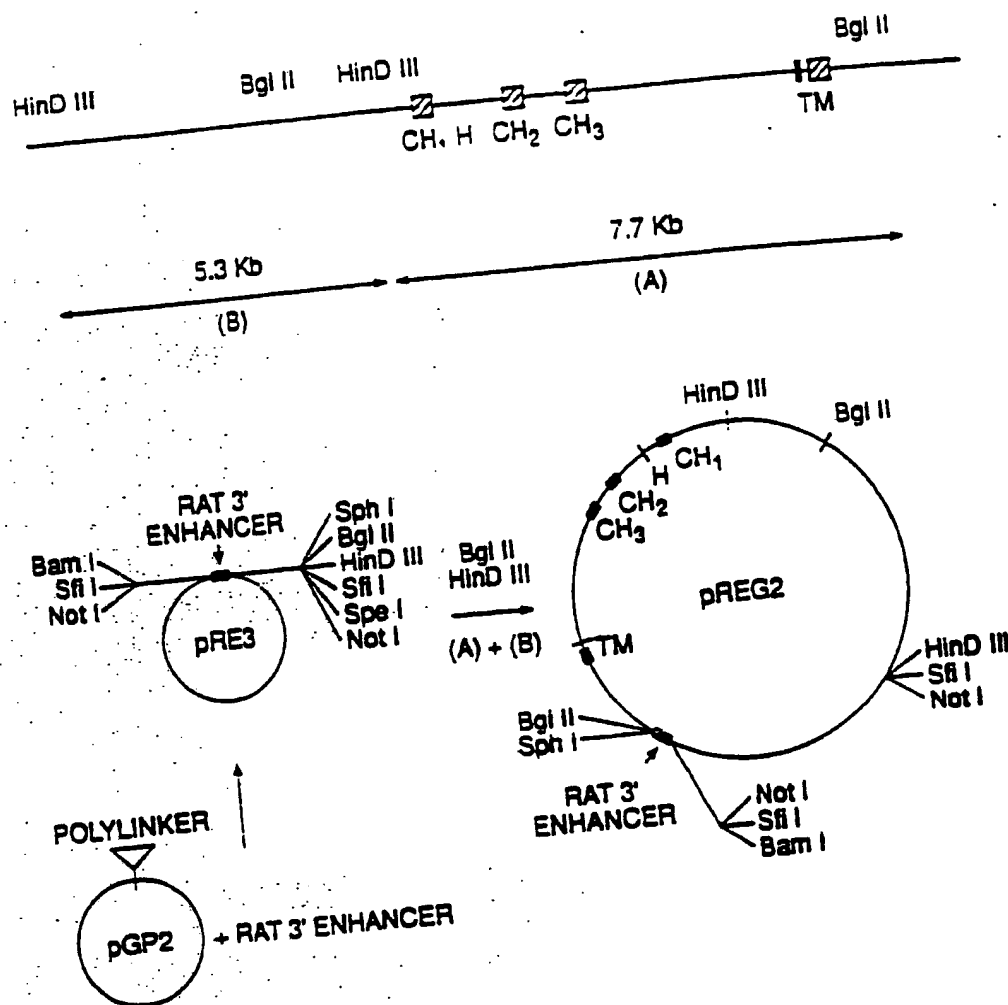 Bgl II
HinD III Bgl II HinD III
TM
CH, H CH2 CH3
7.7 Kb
5.3 Kb
(A)
(B)
HinD III
Bgl II
CH1
H
CH2
CH3
RAT 3'
ENHANCER
Bam I
Sfi I
Not I
Sph I
Bgl II
HinD III
Sfi I
Spe I
Not I
pRE3
Bgl II
HinD III
(A) + (B)
pREG2
TM
HinD III
Sfi I
Not I
Bgl II
Sph I
RAT 3'
ENHANCER
Not I
Sfi I
Bam I
POLYLINKER
pGP2
+ RAT 3' ENHANCER